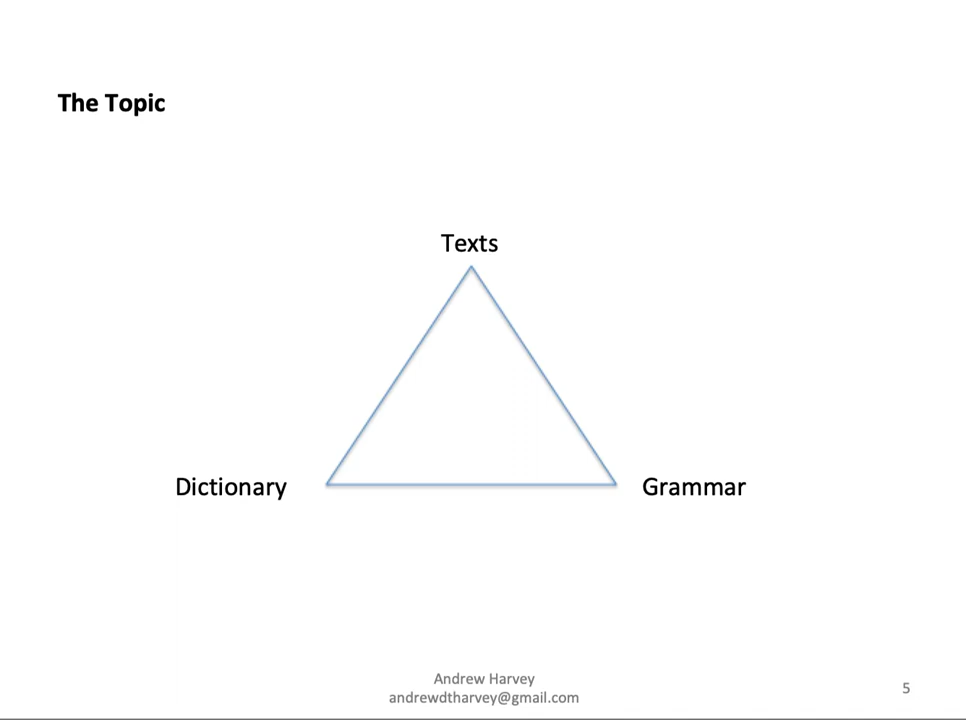 The Topic
Texts
Dictionary
Grammar
Andrew Harvey
andrewdtharvey@gmail.com
5